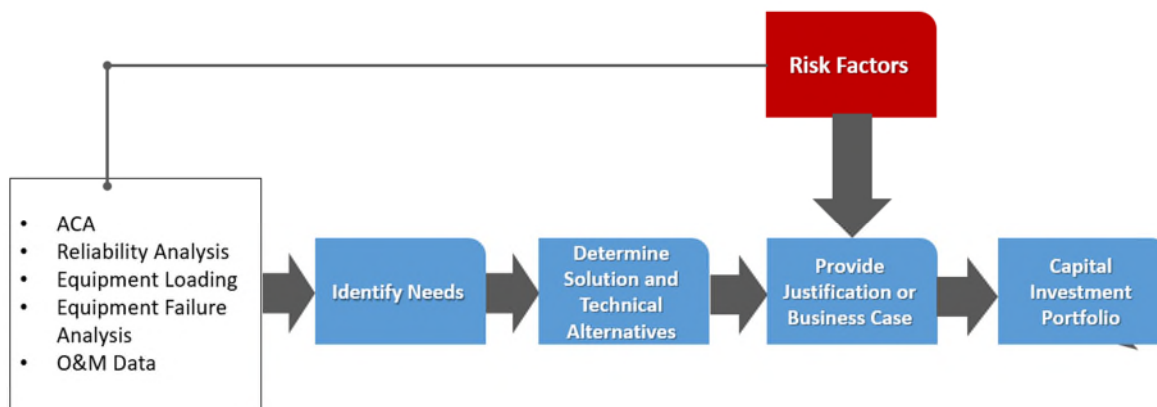 Risk Factors
• ACA
• Reliability Analysis
• Equipment Loading
• Equipment Failure
Analysis
• O&M Data
Identify Needs
Determine
Solution and
Technical
Alternatives
Provide
Justification or
Business Case
Capital
Investment
Portfolio